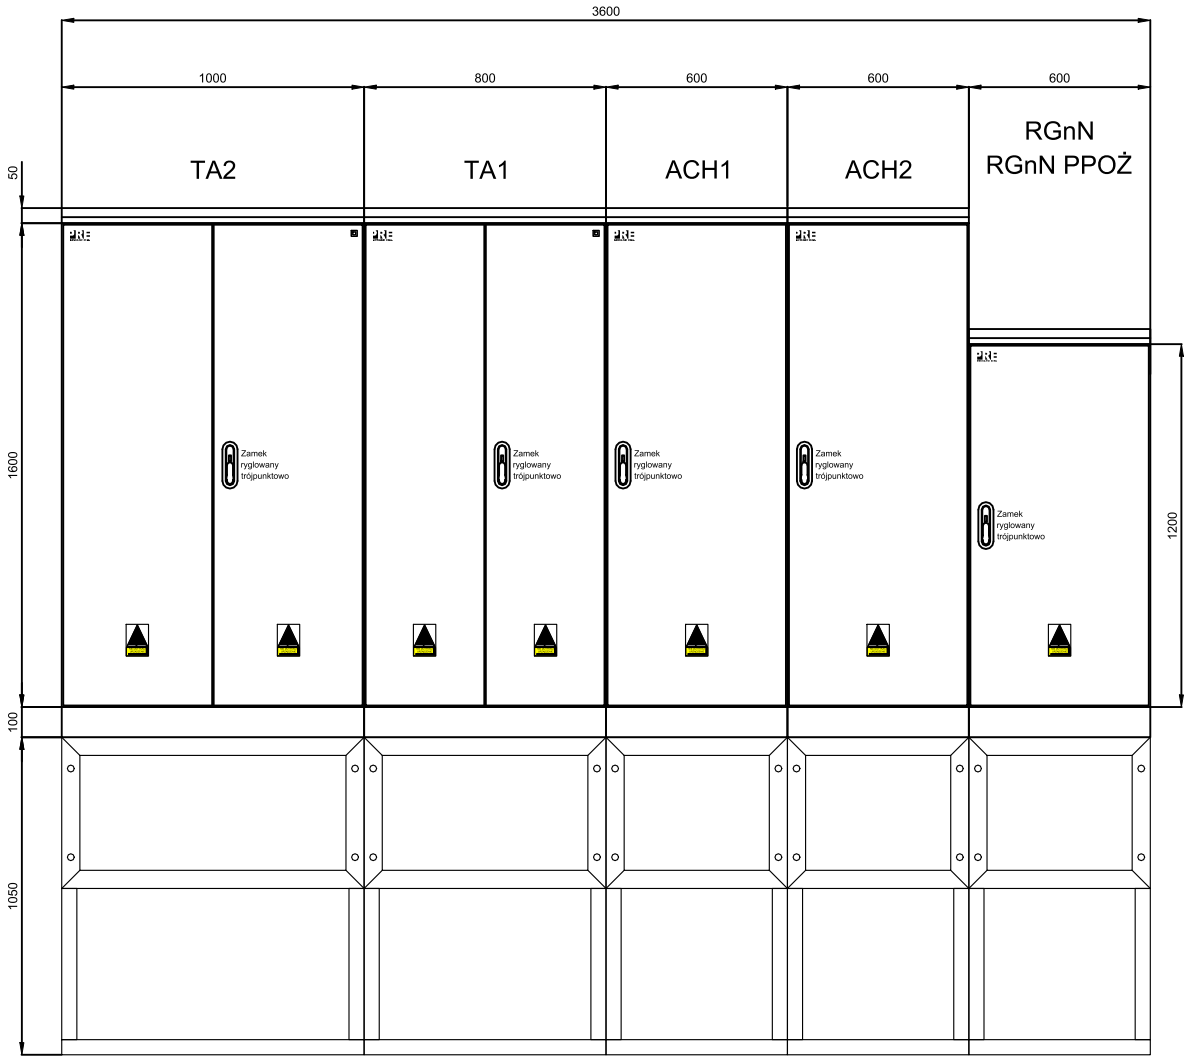 3600
1000
800
600
600
600
RGnN
RGnN PPOŻ
TA2
TA1
ACH1
ACH2
50
PRE
PRE
PRE
PRE
PRE
Zamek
ryglowany
trójpunktowo
Zamek
ryglowany
trójpunktowo
Zamek
ryglowany
trójpunktowo
Zamek
ryglowany
trójpunktowo
Zamek
ryglowany
trójpunktowo
1600
1200
100
1050